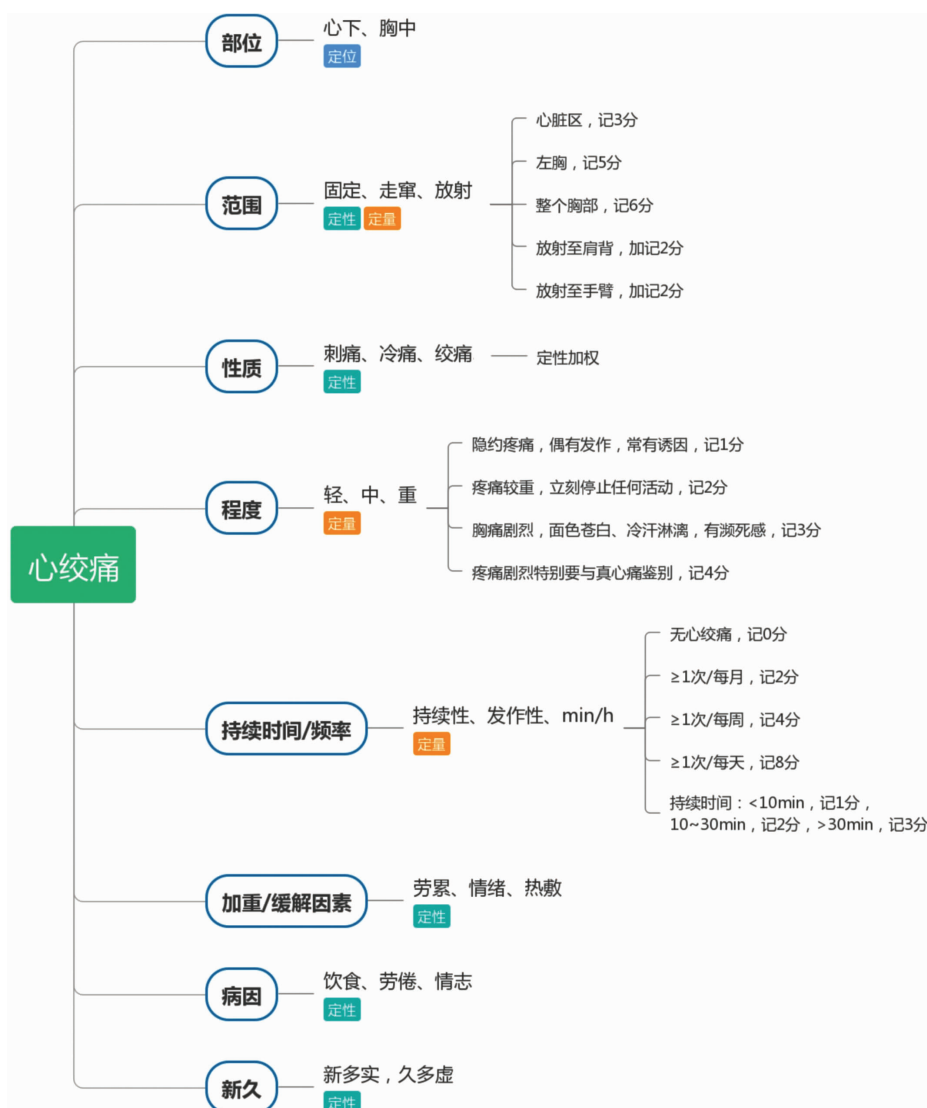 心绞痛
部位
心下、胸中
定位
范围
固定、走窜、放射
定性 定量
心脏区，记3分
左胸，记5分
整个胸部，记6分
放射至肩背，加记2分
放射至手臂，加记2分
性质
刺痛、冷痛、绞痛
定性
定性加权
程度
轻、中、重
定量
隐约疼痛，偶有发作，常有诱因，记1分
疼痛较重，立刻停止任何活动，记2分
胸痛剧烈，面色苍白、冷汗淋漓，有濒死感，记3分
疼痛剧烈特别要与真心痛鉴别，记4分
持续时间/频率
持续性、发作性、min/h
定量
无心绞痛，记0分
≥1次/每月，记2分
≥1次/每周，记4分
≥1次/每天，记8分
持续时间：<10min，记1分，
10~30min，记2分，>30min，记3分
加重/缓解因素
劳累、情绪、热敷
定性
病因
饮食、劳倦、情志
定性
新久
新多实，久多虚
定性